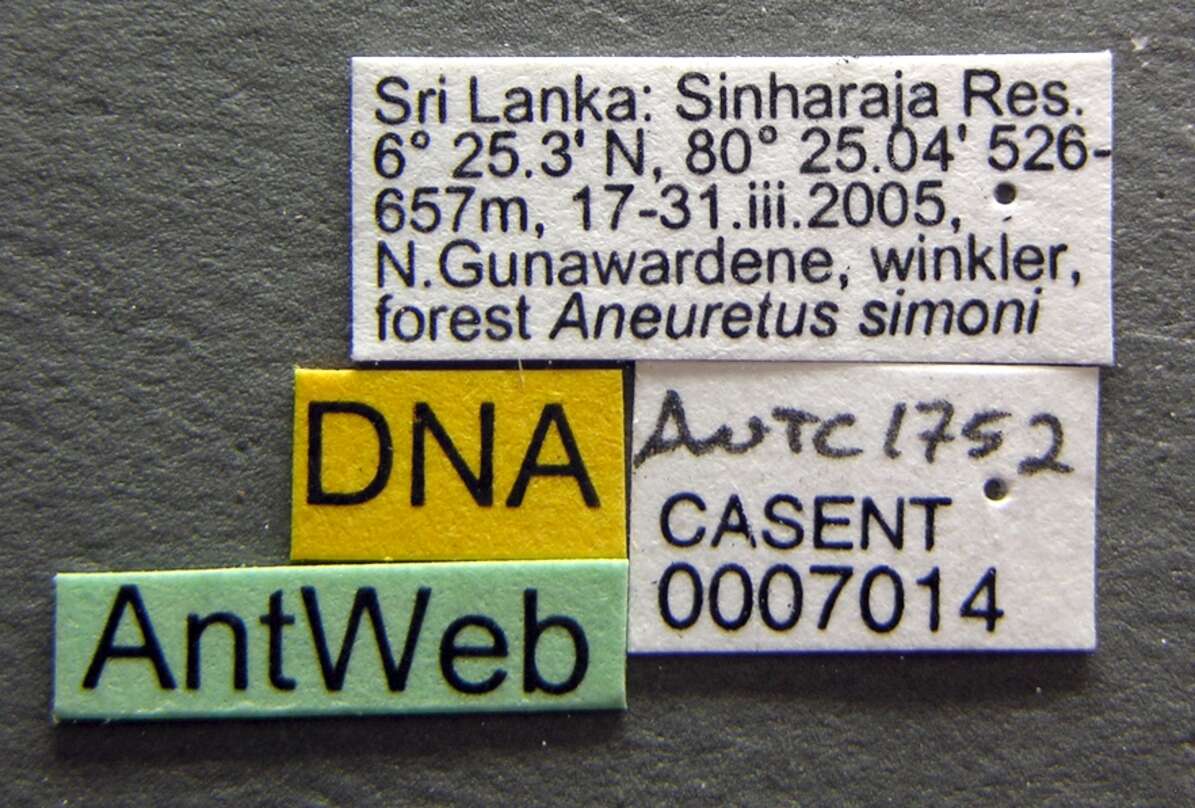 Sri Lanka: Sinharaja Res.
6° 25.3' N, 80° 25.04' 526-
657m, 17-31.iii.2005,
N.Gunawardene, winkler,
forest Aneuretus simoni
DNA
AntWeb
AwTC1752
CASENT
0007014